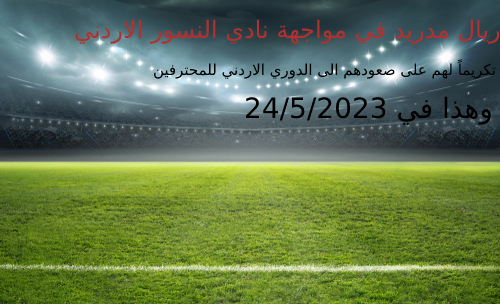 ريال مدريد في مواجهة نادي النسور الاردني
تكريماً لهم على صعودهم الى الدوري الاردني للمحترفين
وهذا في 24/5/2023